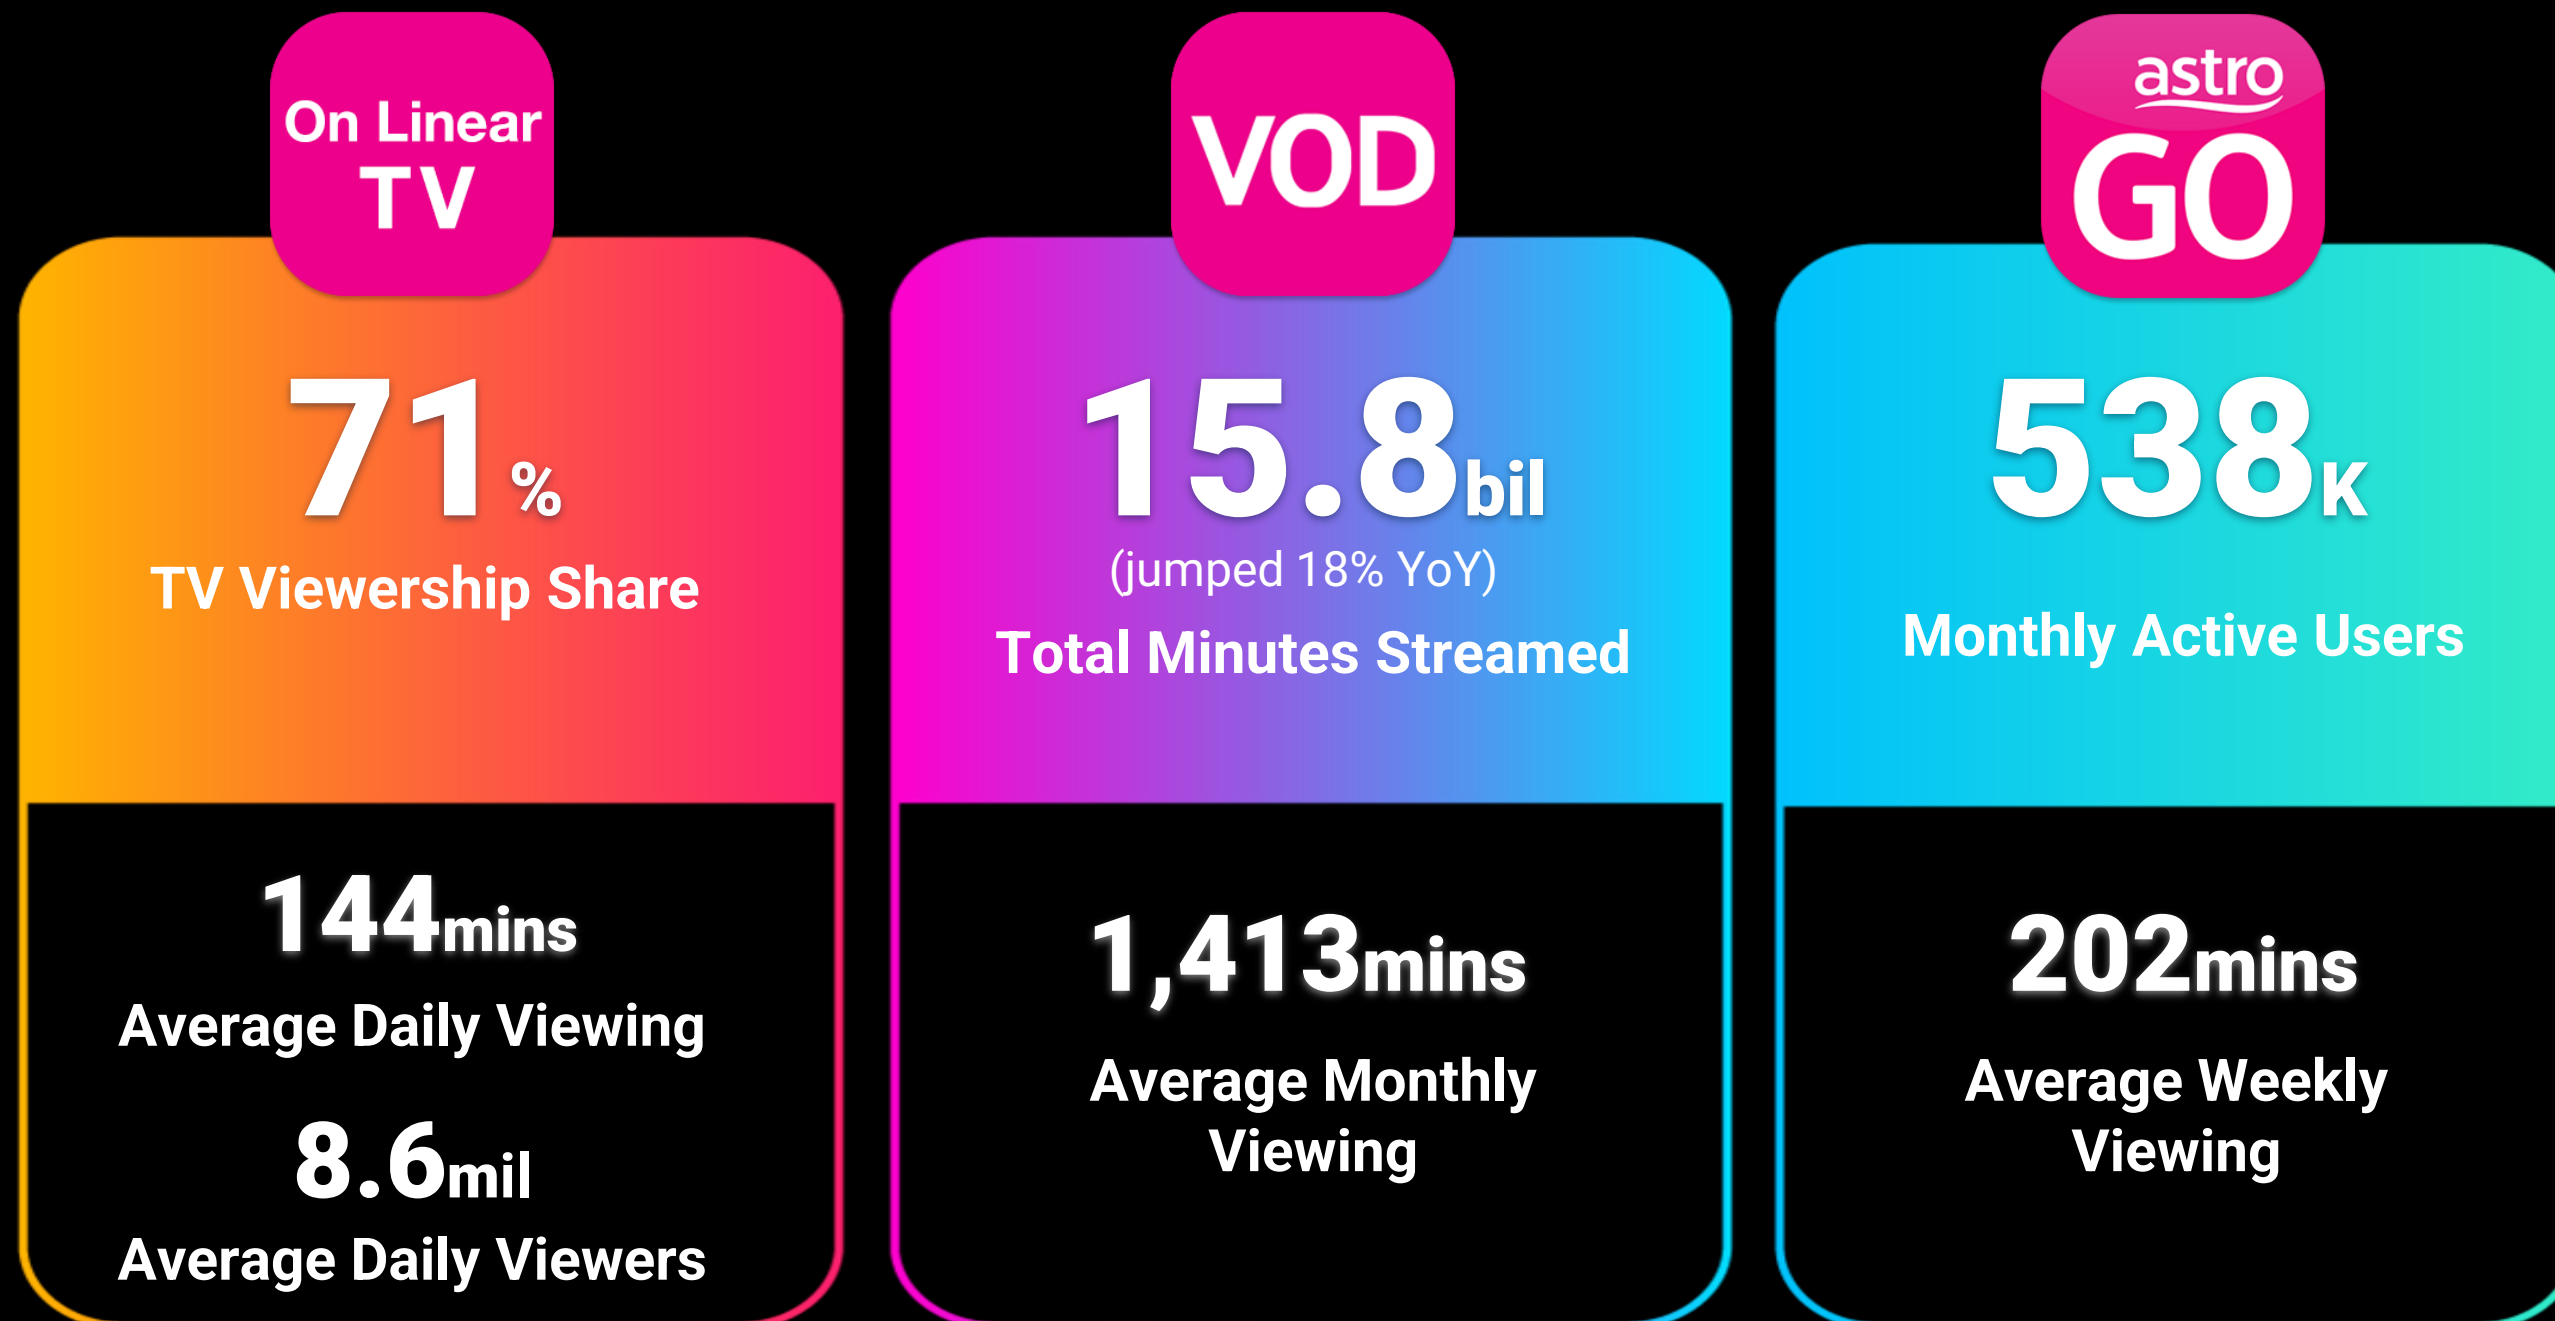 On Linear
TV
71%
TV Viewership Share
144mins
Average Daily Viewing
8.6mil
Average Daily Viewers
VOD
15.8bil
(jumped 18% YoY)
Total Minutes Streamed
1,413mins
Average Monthly
Viewing
astro
GO
538K
Monthly Active Users
202mins
Average Weekly
Viewing